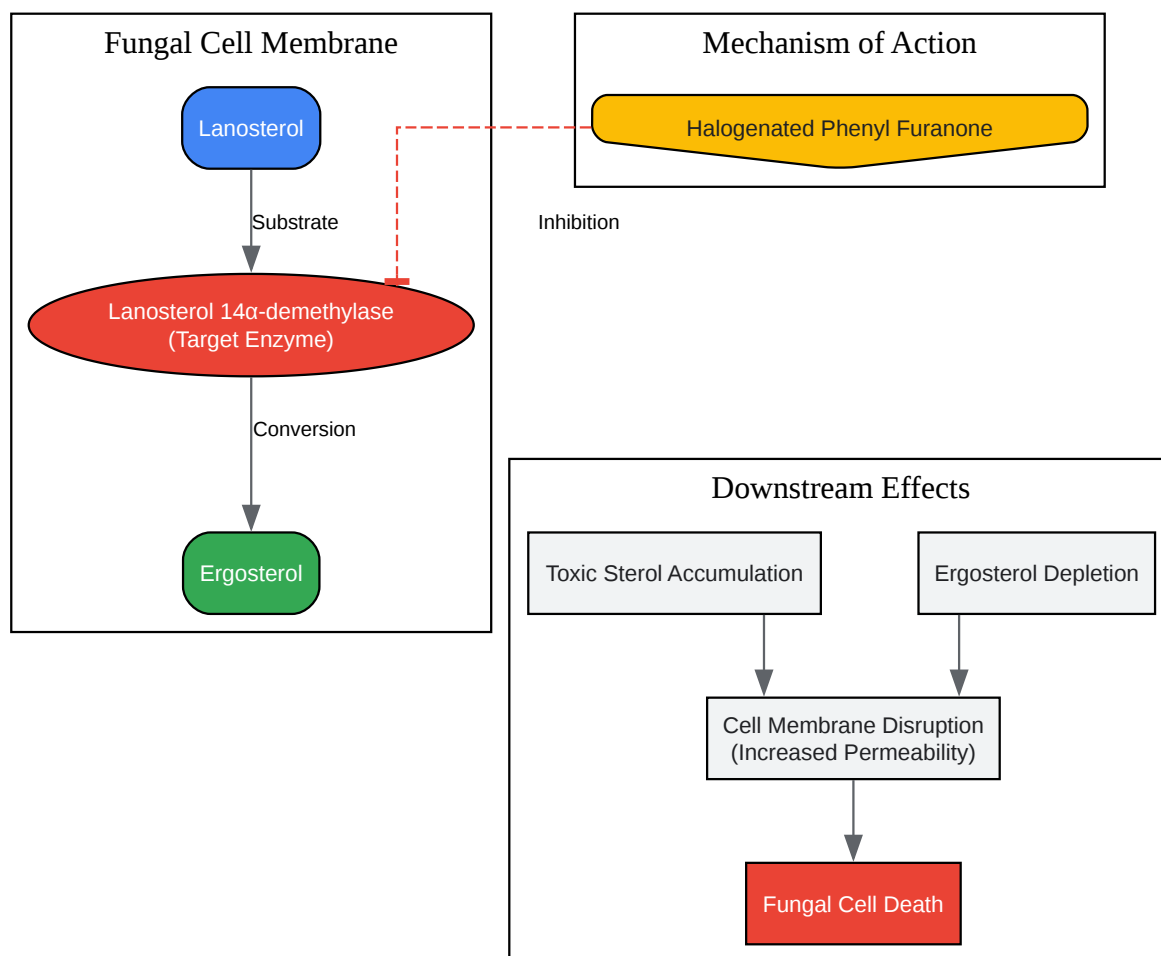 Fungal Cell Membrane
Lanosterol
Substrate
Lanosterol 14α-demethylase
(Target Enzyme)
Conversion
Ergosterol
Mechanism of Action
Halogenated Phenyl Furanone
Inhibition
Downstream Effects
Toxic Sterol Accumulation
Ergosterol Depletion
Cell Membrane Disruption
(Increased Permeability)
Fungal Cell Death